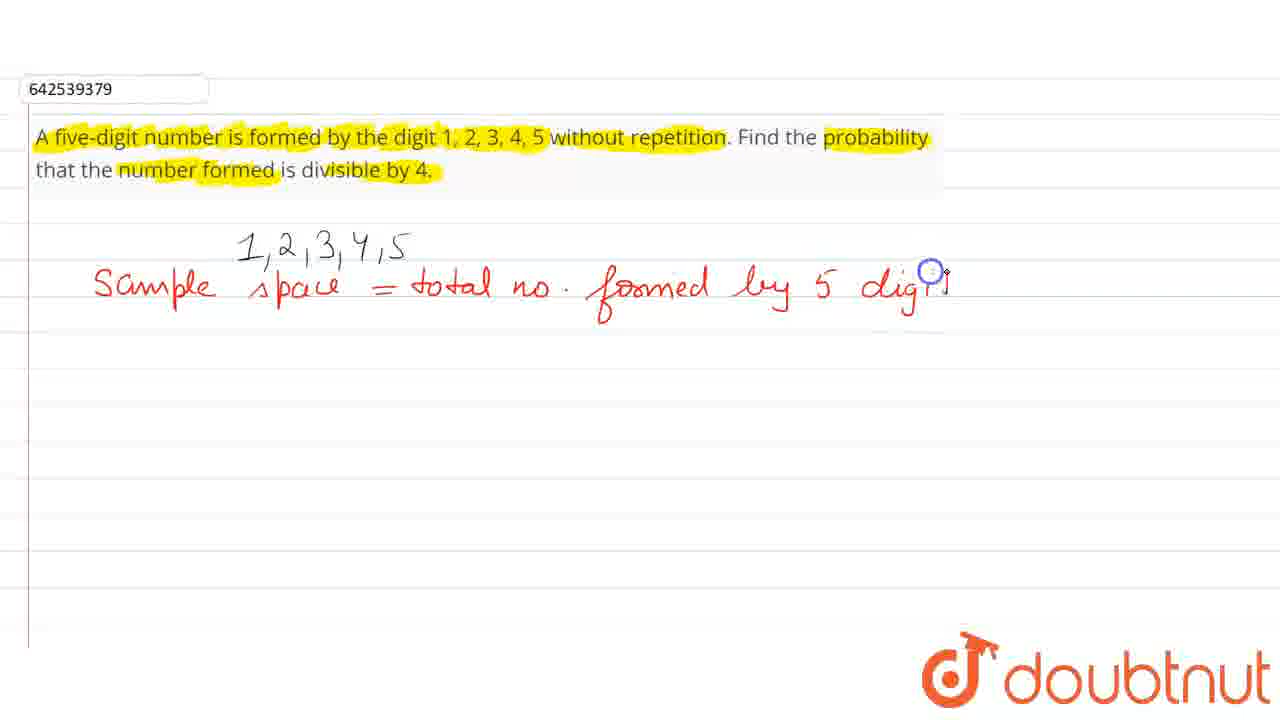 642539379
A five-digit number is formed by the digit 1, 2, 3, 4, 5 without repetition. Find the probability
that the number formed is divisible by 4.
1, 2, 3, 4, 5
Sample space = total no. formed by 5 digit
doubtnut